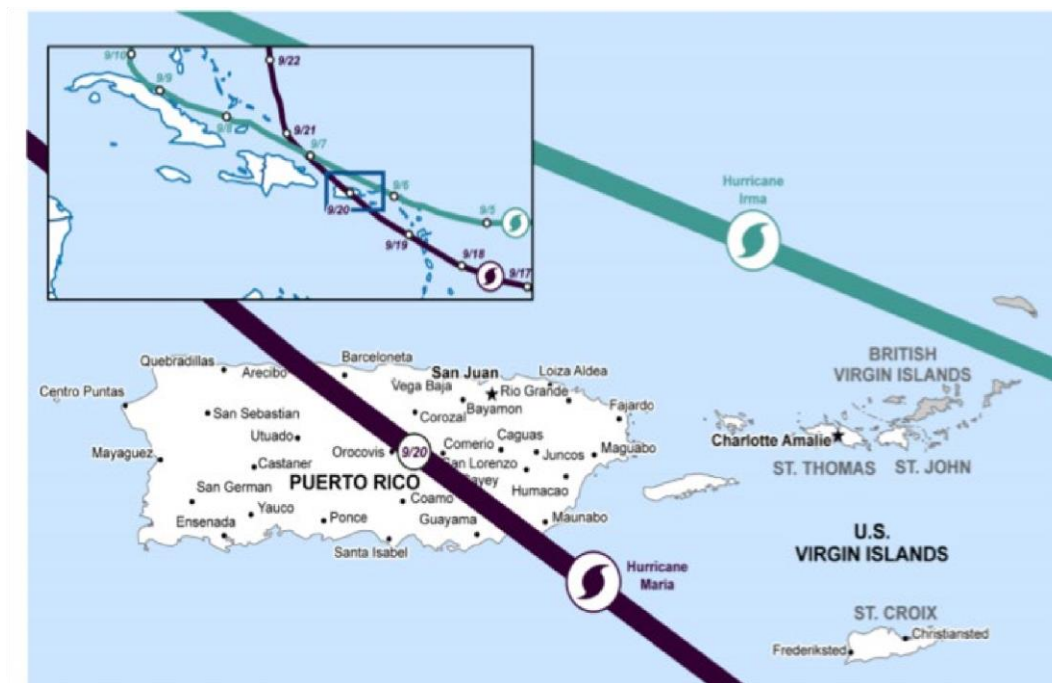 9/10
9/9
9/8
9/22
9/21
9/7
9/6
9/20
9/5
9/19
9/18
9/17
Hurricane
Irma
BRITISH
VIRGIN ISLANDS
Quebradillas
Arecibo
Barceloneta
San Juan
Loiza Aldea
Centro Puntas
Vega Baja
Rio Grande
San Sebastian
Corozal
Bayamon
Fajardo
Utuado
Charlotte Amalie
Mayaguez
Orocovis
9/20
Comerio
Caguas
Maguabo
Castaner
San Lorenzo
Juncos
ST. THOMAS
ST. JOHN
PUERTO RICO
Humacao
San German
Coamo
Yauco
Ponce
Guayama
Maunabo
Ensenada
Santa Isabel
U.S.
VIRGIN ISLANDS
Hurricane
Maria
ST. CROIX
Christiansted
Frederiksted